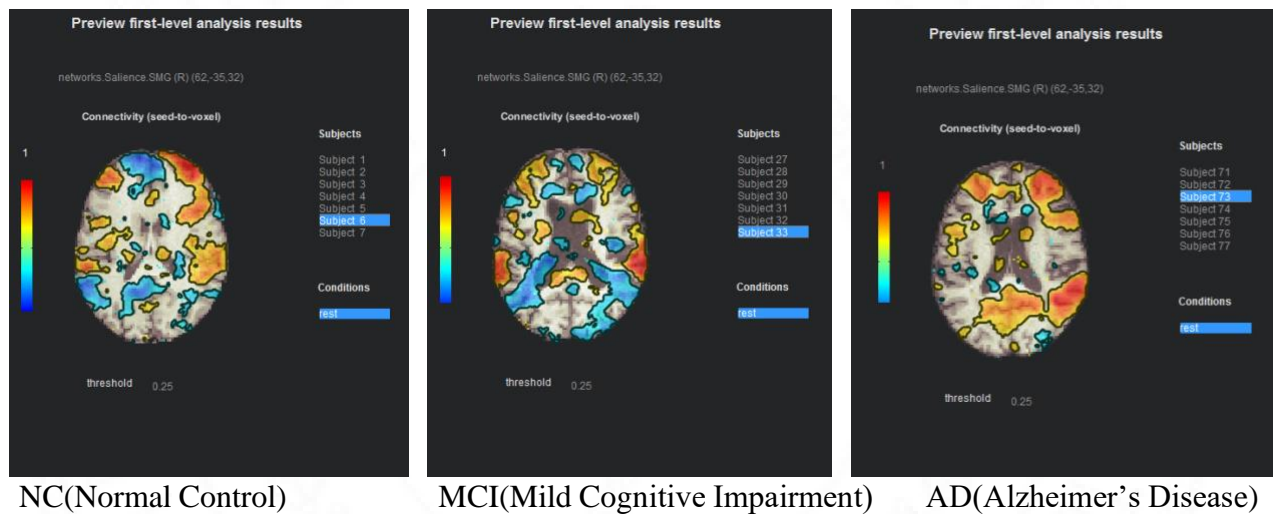 Preview first-level analysis results
networks.Salience.SMG (R) (62,-35,32)
Connectivity (seed-to-voxel)
1
Subjects
Subject 1
Subject 2
Subject 3
Subject 4
Subject 5
Subject 6
Subject 7
Conditions
rest
threshold 0.25
Preview first-level analysis results
networks.Salience.SMG (R) (62,-35,32)
Connectivity (seed-to-voxel)
1
Subjects
Subject 27
Subject 28
Subject 29
Subject 30
Subject 31
Subject 32
Subject 33
Conditions
rest
threshold 0.25
Preview first-level analysis results
networks.Salience.SMG (R) (62,-35,32)
Connectivity (seed-to-voxel)
1
Subjects
Subject 71
Subject 72
Subject 73
Subject 74
Subject 75
Subject 76
Subject 77
Conditions
rest
threshold 0.25
NC(Normal Control) MCI(Mild Cognitive Impairment) AD(Alzheimer’s Disease)